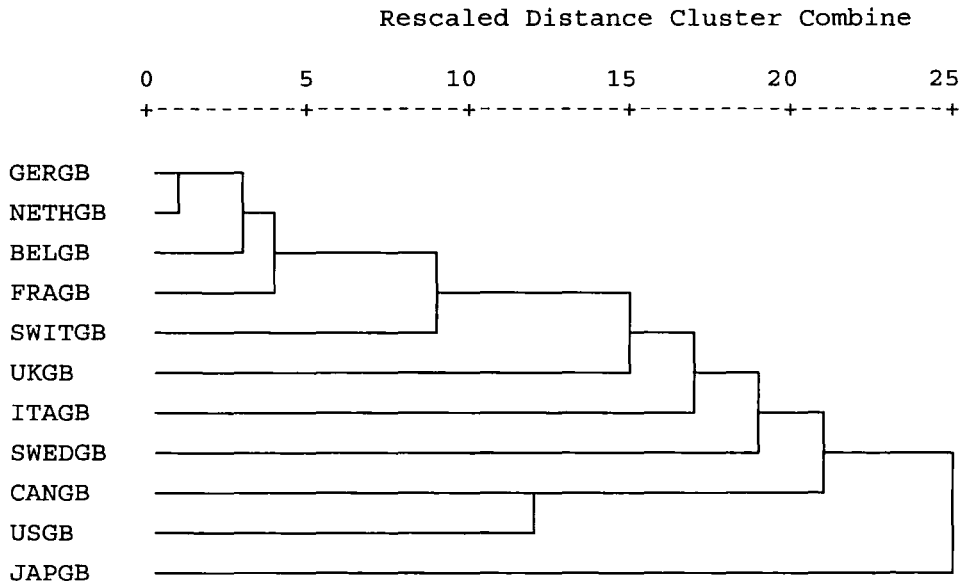 Rescaled Distance Cluster Combine
0 5 10 15 20 25
GERGB
NETHGB
BELGB
FRAGB
SWITGB
UKGB
ITAGB
SWEDGB
CANGB
USGB
JAPGB